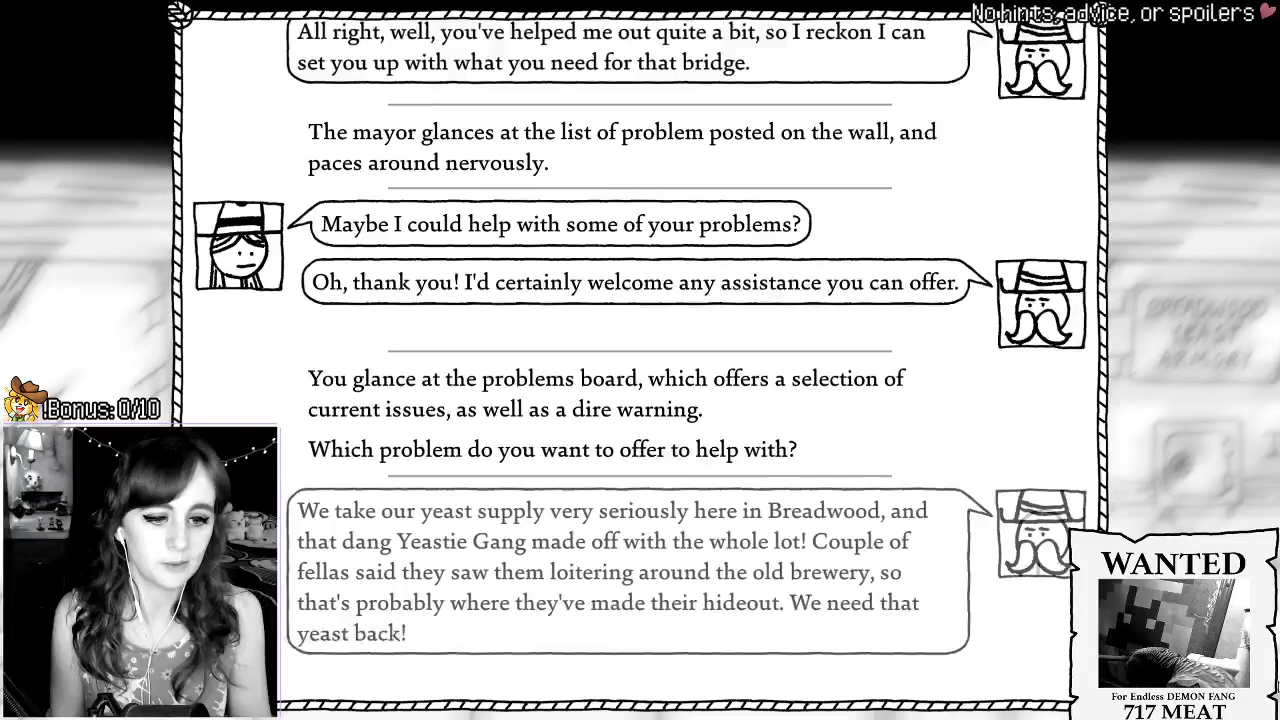 No hints, advice, or spoilers
All right, well, you've helped me out quite a bit, so I reckon I can
set you up with what you need for that bridge.
The mayor glances at the list of problem posted on the wall, and
paces around nervously.
Maybe I could help with some of your problems?
Oh, thank you! I'd certainly welcome any assistance you can offer.
BREADWOOD
YEAST
ARMORY
You glance at the problems board, which offers a selection of
current issues, as well as a dire warning.
!Bonus: 0/10
Which problem do you want to offer to help with?
We take our yeast supply very seriously here in Breadwood, and
that dang Yeastie Gang made off with the whole lot! Couple of
fellas said they saw them loitering around the old brewery, so
that's probably where they've made their hideout. We need that
yeast back!
WANTED
For Endless DEMON FANG
717 MEAT